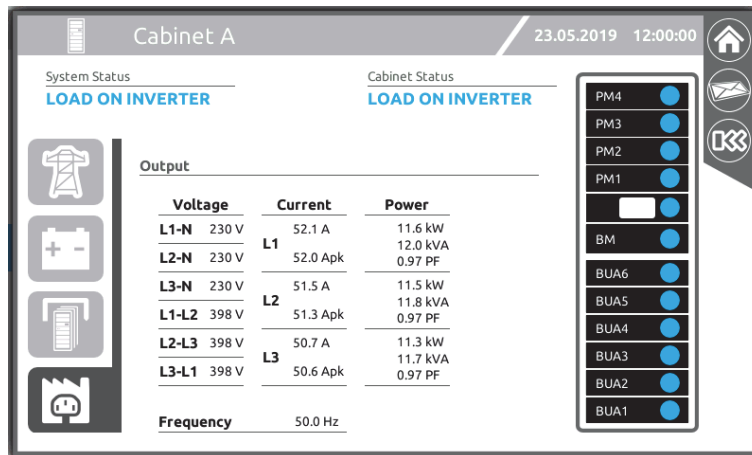 Cabinet A
23.05.2019 12:00:00
System Status
LOAD ON INVERTER
Cabinet Status
LOAD ON INVERTER
Output
Voltage Current Power
L1-N 230 V
L2-N 230 V
L3-N 230 V
L1-L2 398 V
L2-L3 398 V
L3-L1 398 V
L1
52.1 A
52.0 Apk
11.6 kW
12.0 kVA
0.97 PF
L2
51.5 A
51.3 Apk
11.5 kW
11.8 kVA
0.97 PF
L3
50.7 A
50.6 Apk
11.3 kW
11.7 kVA
0.97 PF
Frequency 50.0 Hz
PM4
PM3
PM2
PM1
BM
BUA6
BUA5
BUA4
BUA3
BUA2
BUA1